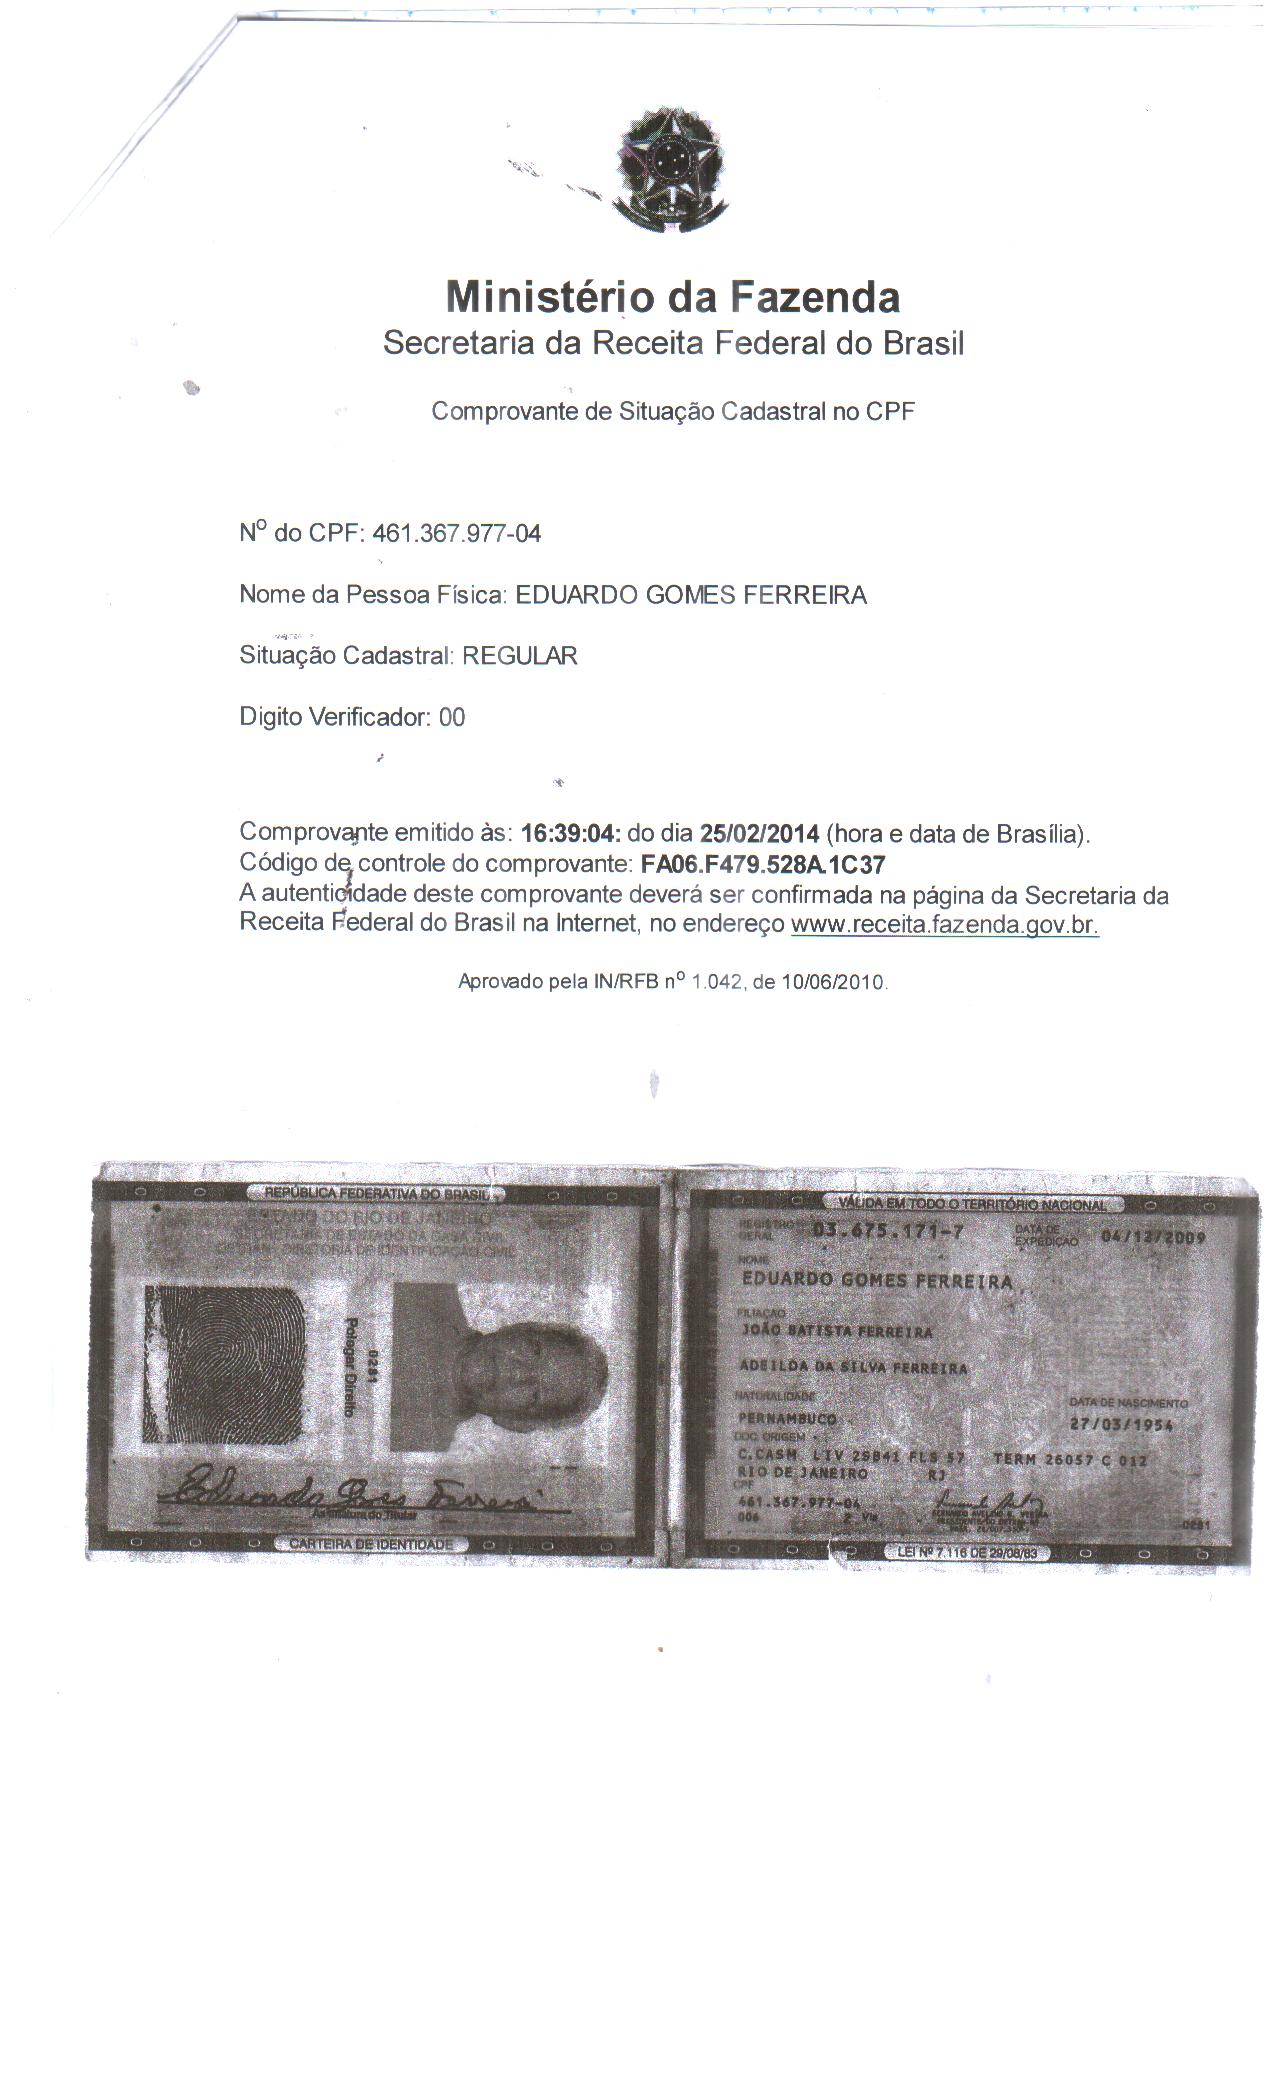 Ministério da Fazenda
Secretaria da Receita Federal do Brasil
Comprovante de Situação Cadastral no CPF
Nº do CPF: 461.367.977-04
Nome da Pessoa Física: EDUARDO GOMES FERREIRA
Situação Cadastral: REGULAR
Digito Verificador: 00
Comprovante emitido às: 16:39:04: do dia 25/02/2014 (hora e data de Brasília).
Código de controle do comprovante: FA06.F479.528A.1C37
A autenticidade deste comprovante deverá ser confirmada na página da Secretaria da
Receita Federal do Brasil na Internet, no endereço www.receita.fazenda.gov.br.
Aprovado pela IN/RFB nº 1.042, de 10/06/2010.
REPÚBLICA FEDERATIVA DO BRASIL
ESTADO DO RIO DE JANEIRO
SECRETARIA DE ESTADO DA CASA CIVIL
DIRETORIA DE IDENTIFICAÇÃO CIVIL
0281
Polegar Direito
Eduardo Gomes Ferreira
Assinatura do Titular
CARTEIRA DE IDENTIDADE
VÁLIDA EM TODO O TERRITÓRIO NACIONAL
REGISTRO GERAL 03.675.171-7 DATA DE EXPEDIÇÃO 04/12/2009
NOME
EDUARDO GOMES FERREIRA
FILIAÇÃO
JOÃO BATISTA FERREIRA
ADEILDA DA SILVA FERREIRA
NATURALIDADE DATA DE NASCIMENTO
PERNAMBUCO 27/03/1954
DOC ORIGEM
C.CASM LIV 25B41 FLS 57 TERM 26057 C 012
RIO DE JANEIRO RJ
CPF
461.367.977-04
006 2 Via 0281
LEI Nº 7.116 DE 29/08/83